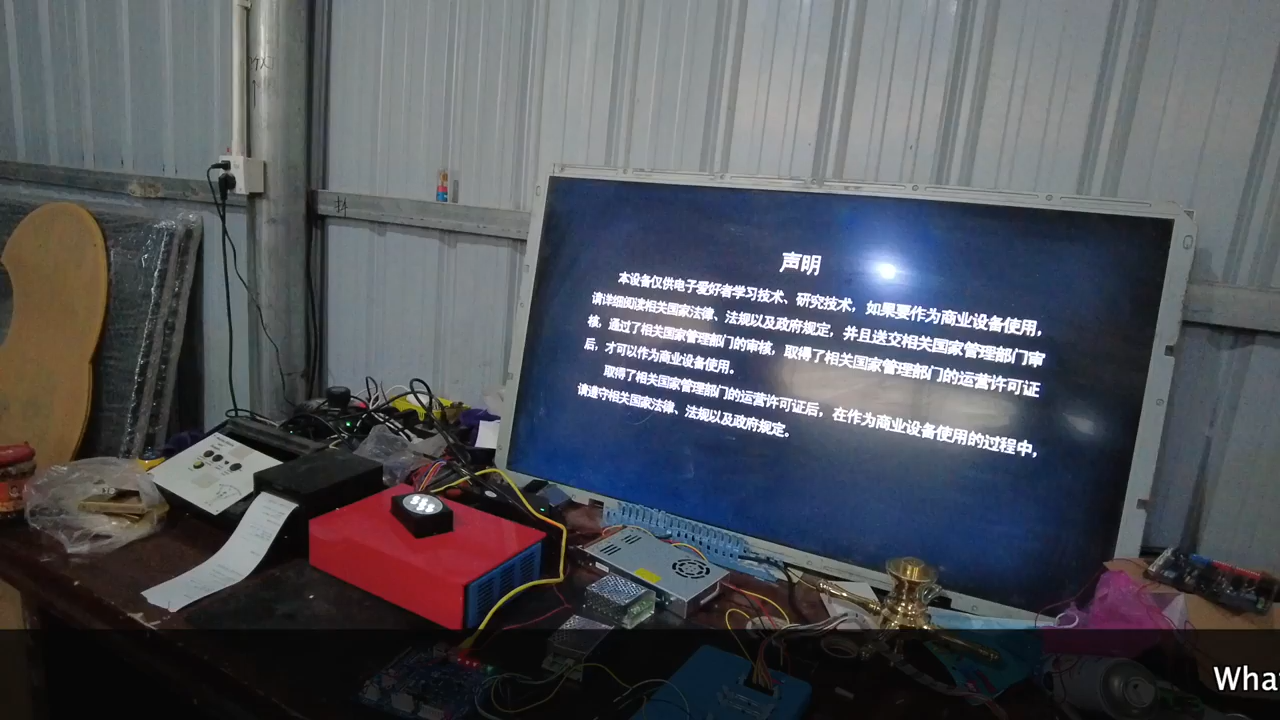 声明
本设备仅供电子爱好者学习技术、研究技术，如果要作为商业设备使用，
请详细阅读相关国家法律、法规以及政府规定，并且送交相关国家管理部门审
核，通过了相关国家管理部门的审核，取得了相关国家管理部门的运营许可证
后，才可以作为商业设备使用。
取得了相关国家管理部门的运营许可证后，在作为商业设备使用的过程中，
请遵守相关国家法律、法规以及政府规定。
Wha